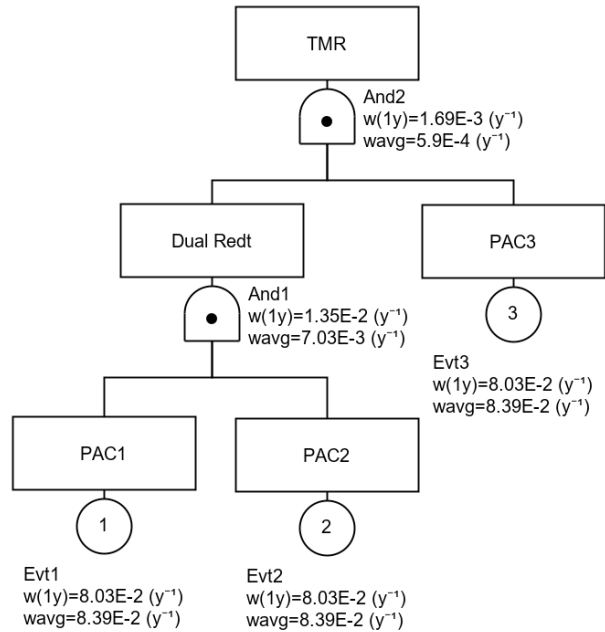 TMR
And2
w(1y)=1.69E-3 (y⁻¹)
wavg=5.9E-4 (y⁻¹)
Dual Redt
PAC3
And1
w(1y)=1.35E-2 (y⁻¹)
wavg=7.03E-3 (y⁻¹)
3
Evt3
w(1y)=8.03E-2 (y⁻¹)
wavg=8.39E-2 (y⁻¹)
PAC1
PAC2
1
2
Evt1
w(1y)=8.03E-2 (y⁻¹)
wavg=8.39E-2 (y⁻¹)
Evt2
w(1y)=8.03E-2 (y⁻¹)
wavg=8.39E-2 (y⁻¹)